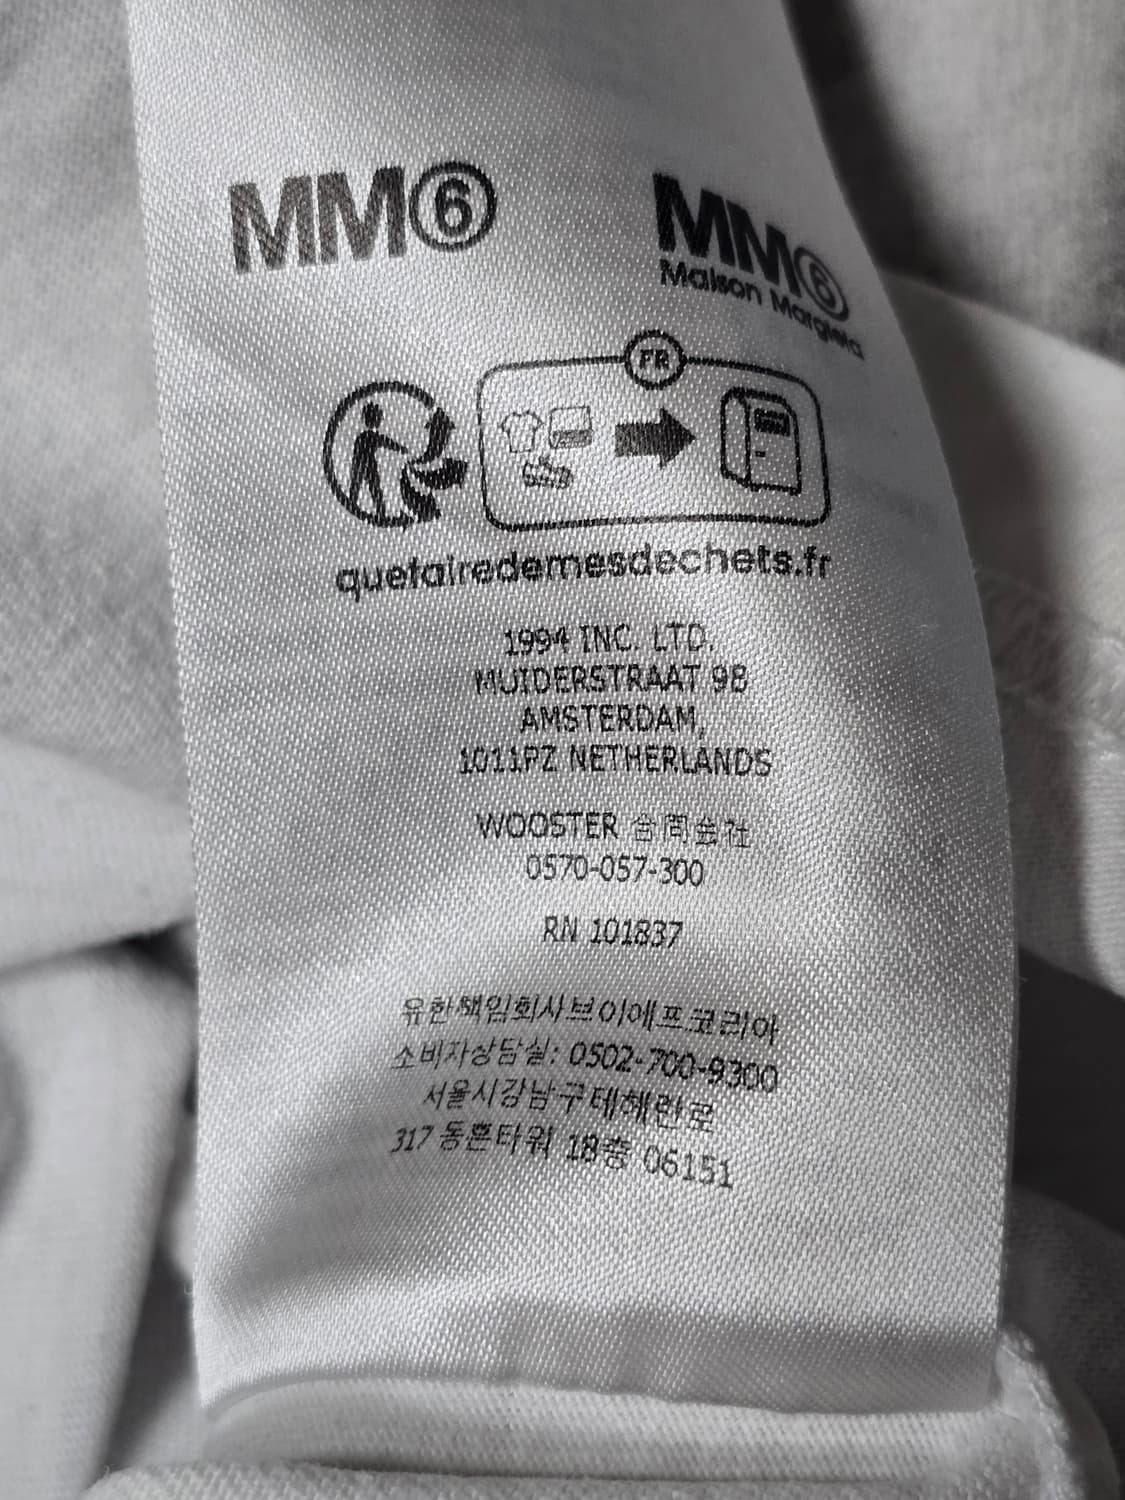 MM⑥
MM⑥
Maison Margiela
FR
quefairedemesdechets.fr
1994 INC. LTD.
MUIDERSTRAAT 98
AMSTERDAM,
1011PZ NETHERLANDS
WOOSTER 合同会社
0570-057-300
RN 101837
유한책임회사브이에프코리아
소비자상담실: 0502-700-9300
서울시강남구테헤란로
317 동훈타워 18층 06151